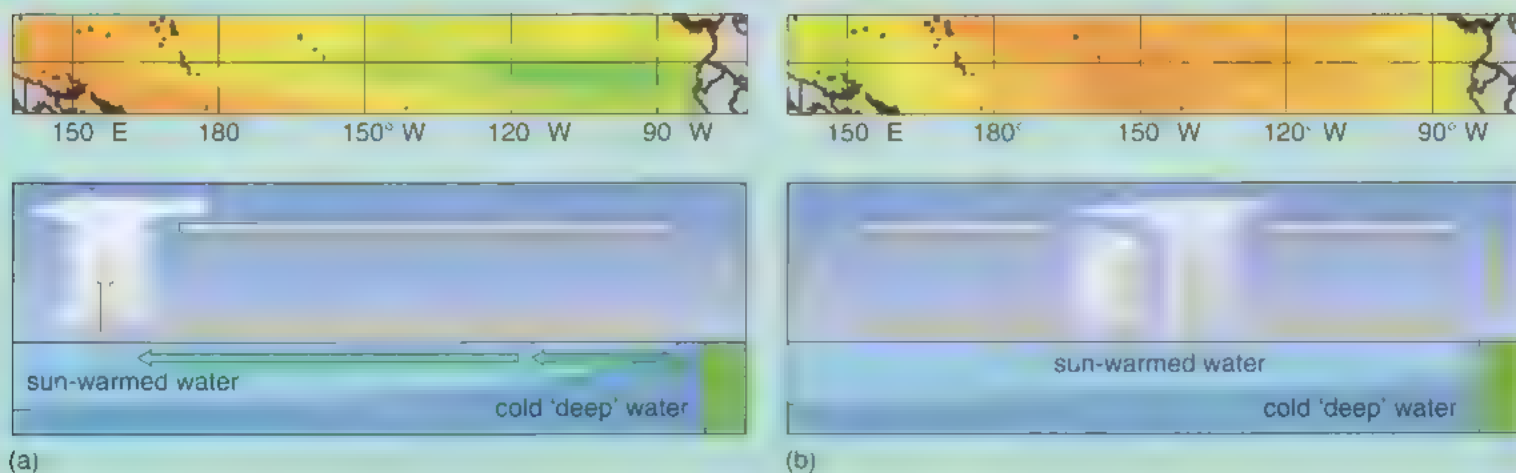 150 E 180 150° W 120 W 90 W
150 E 180° 150 W 120° W 90° W
sun-warmed water
cold 'deep' water
sun-warmed water
cold 'deep' water
(a)
(b)